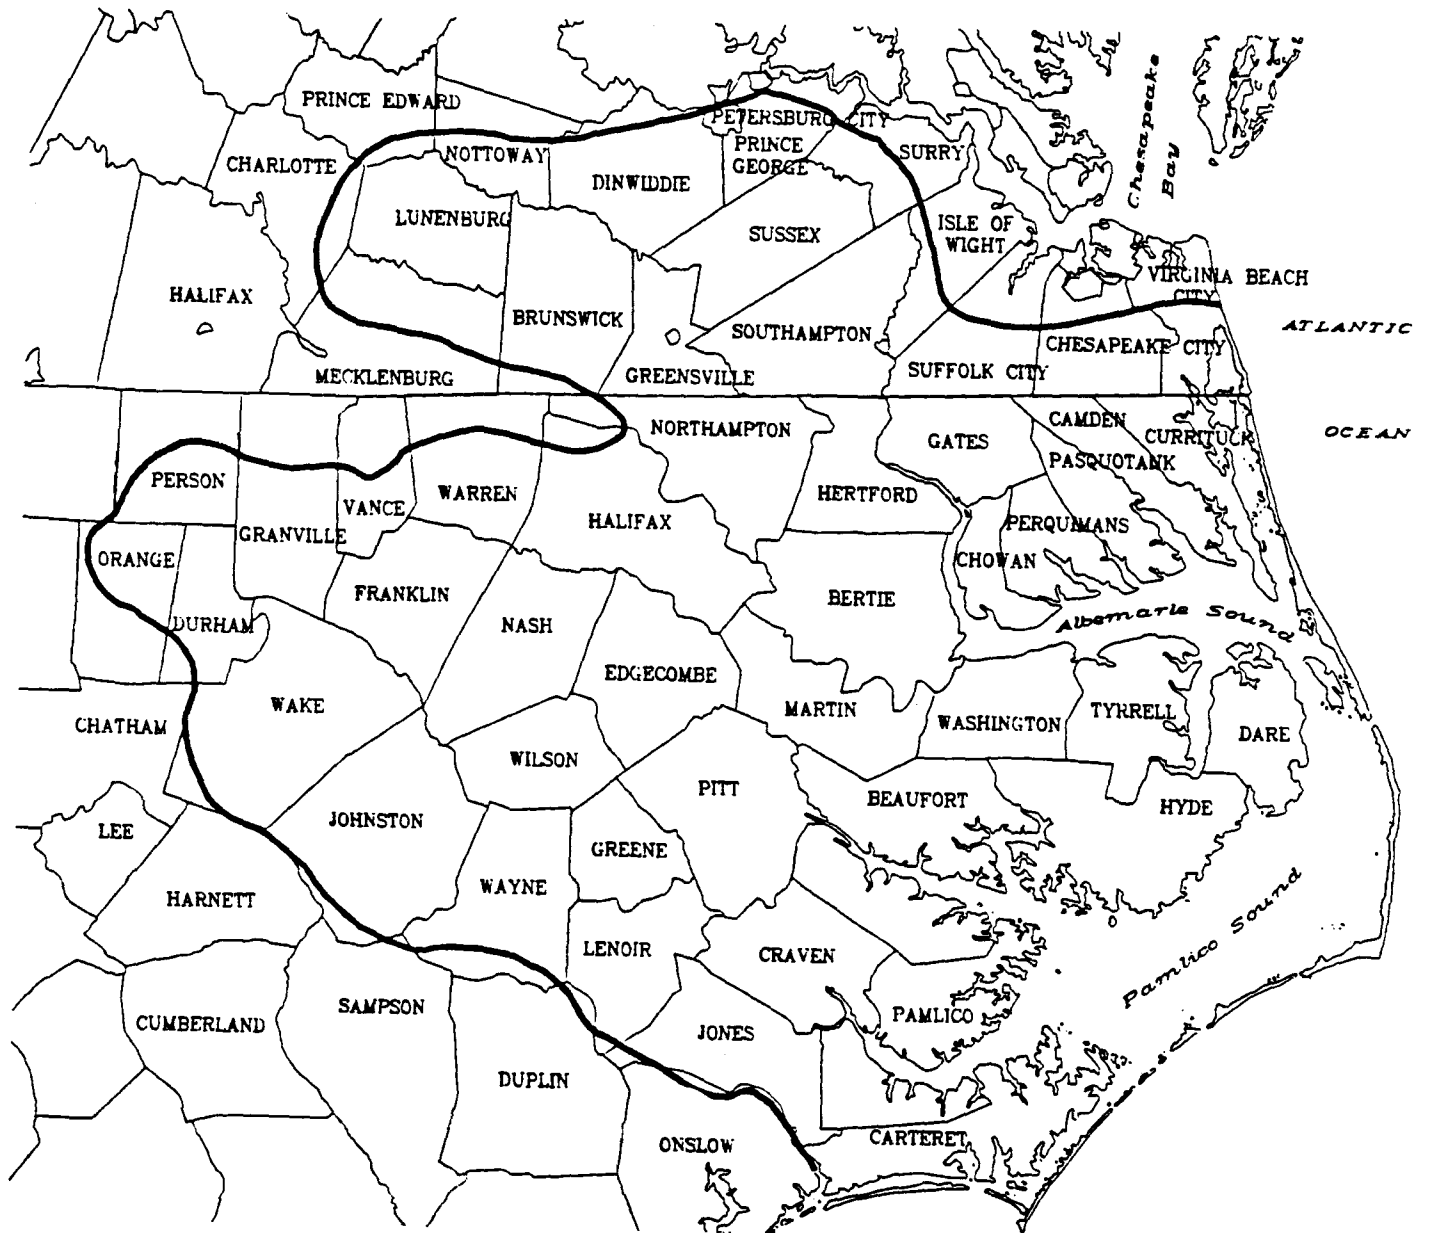 PRINCE EDWARD
PETERSBURG CITY
CHARLOTTE
NOTTOWAY
PRINCE
GEORGE
SURRY
Chesapeake
Bay
DINWIDDIE
LUNENBURG
SUSSEX
ISLE OF
WIGHT
HALIFAX
VIRGINIA BEACH
CITY
BRUNSWICK
SOUTHAMPTON
ATLANTIC
CHESAPEAKE CITY
MECKLENBURG
GREENSVILLE
SUFFOLK CITY
NORTHAMPTON
GATES
CAMDEN
CURRITUCK
OCEAN
PASQUOTANK
PERSON
VANCE
WARREN
HERTFORD
GRANVILLE
HALIFAX
PERQUIMANS
ORANGE
CHOWAN
FRANKLIN
BERTIE
DURHAM
NASH
Albemarle Sound
EDGECOMBE
WAKE
MARTIN
TYRRELL
CHATHAM
WASHINGTON
DARE
WILSON
PITT
BEAUFORT
HYDE
LEE
JOHNSTON
GREENE
HARNETT
WAYNE
LENOIR
CRAVEN
Pamlico Sound
CUMBERLAND
SAMPSON
JONES
PAMLICO
DUPLIN
ONSLOW
CARTERET